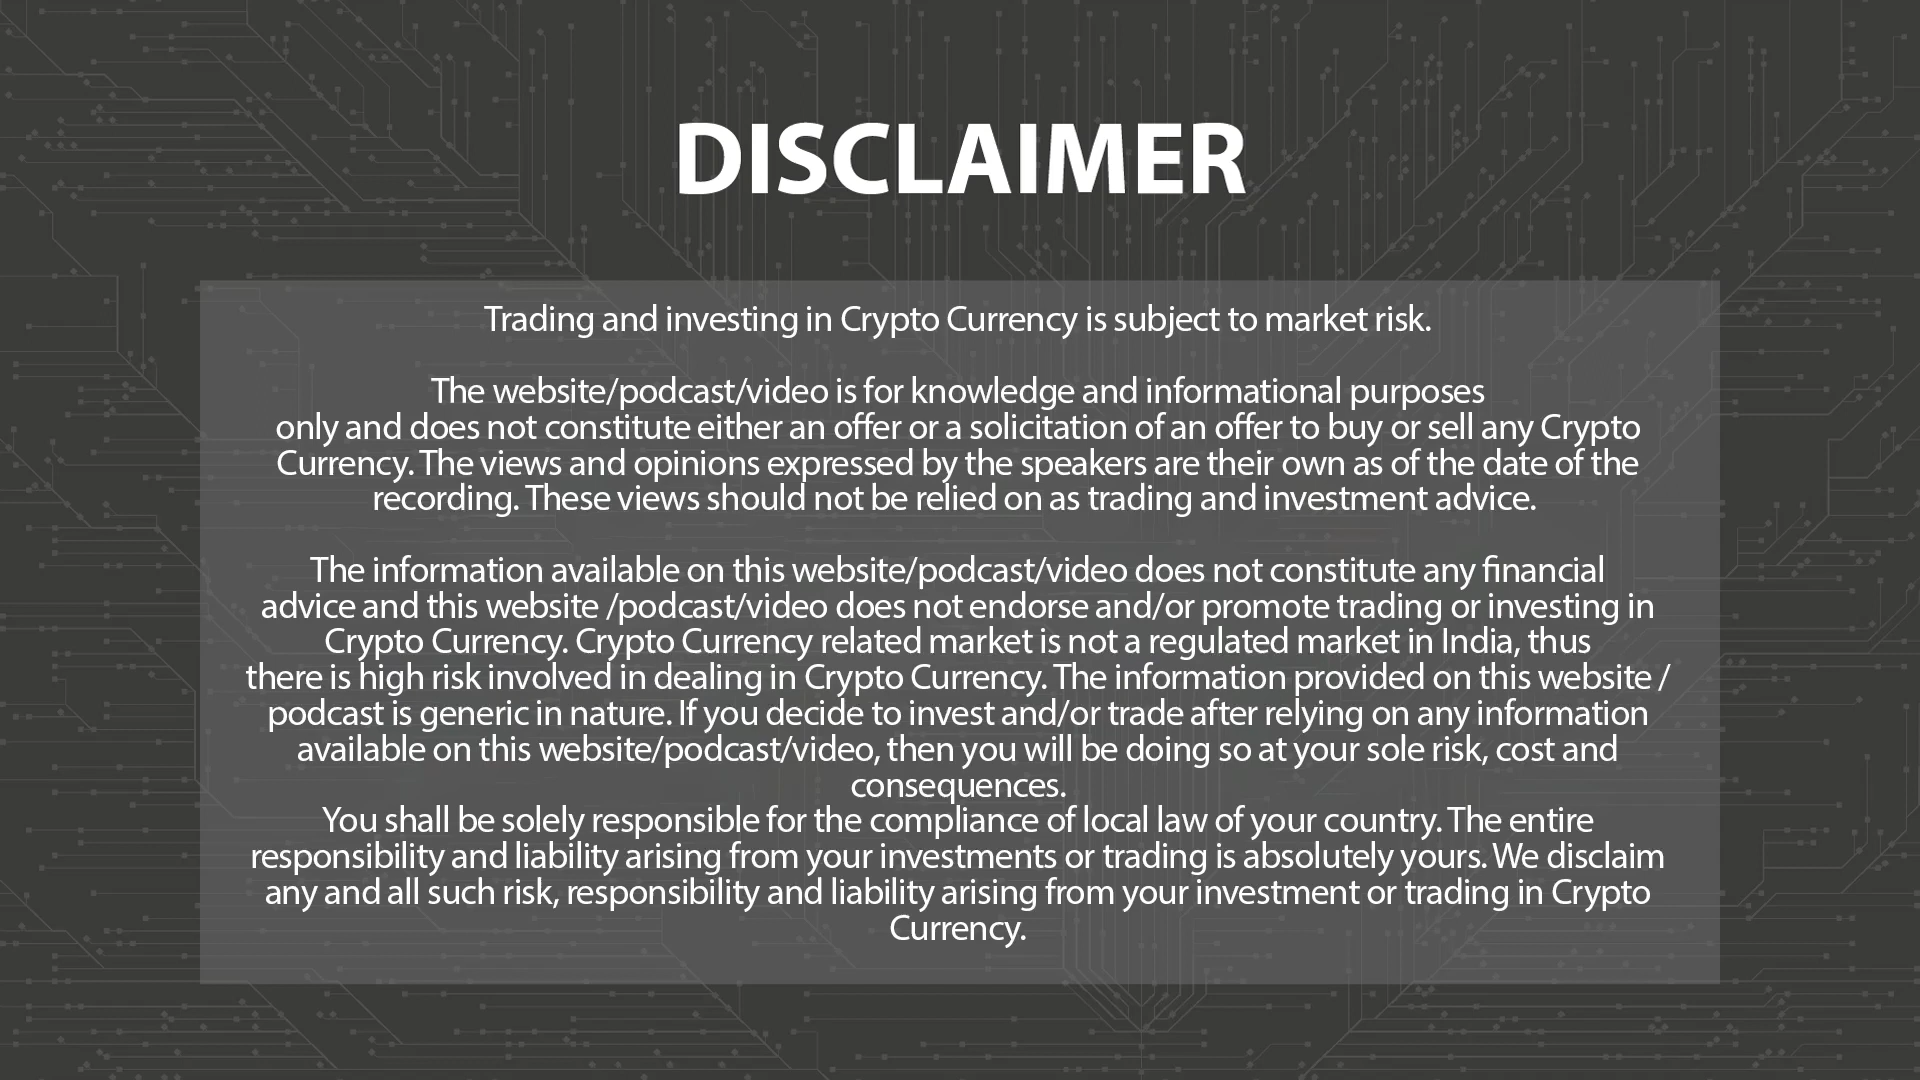 DISCLAIMER
Trading and investing in Crypto Currency is subject to market risk.
The website/podcast/video is for knowledge and informational purposes
only and does not constitute either an offer or a solicitation of an offer to buy or sell any Crypto
Currency. The views and opinions expressed by the speakers are their own as of the date of the
recording. These views should not be relied on as trading and investment advice.
The information available on this website/podcast/video does not constitute any financial
advice and this website /podcast/video does not endorse and/or promote trading or investing in
Crypto Currency. Crypto Currency related market is not a regulated market in India, thus
there is high risk involved in dealing in Crypto Currency. The information provided on this website /
podcast is generic in nature. If you decide to invest and/or trade after relying on any information
available on this website/podcast/video, then you will be doing so at your sole risk, cost and
consequences.
You shall be solely responsible for the compliance of local law of your country. The entire
responsibility and liability arising from your investments or trading is absolutely yours. We disclaim
any and all such risk, responsibility and liability arising from your investment or trading in Crypto
Currency.